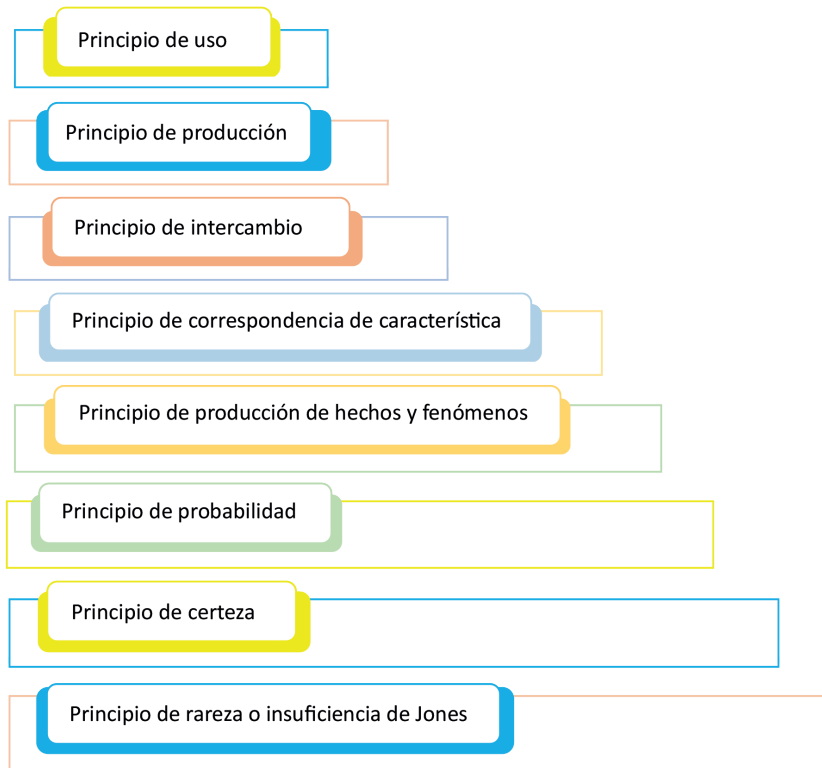 Principio de uso
Principio de producción
Principio de intercambio
Principio de correspondencia de característica
Principio de producción de hechos y fenómenos
Principio de probabilidad
Principio de certeza
Principio de rareza o insuficiencia de Jones